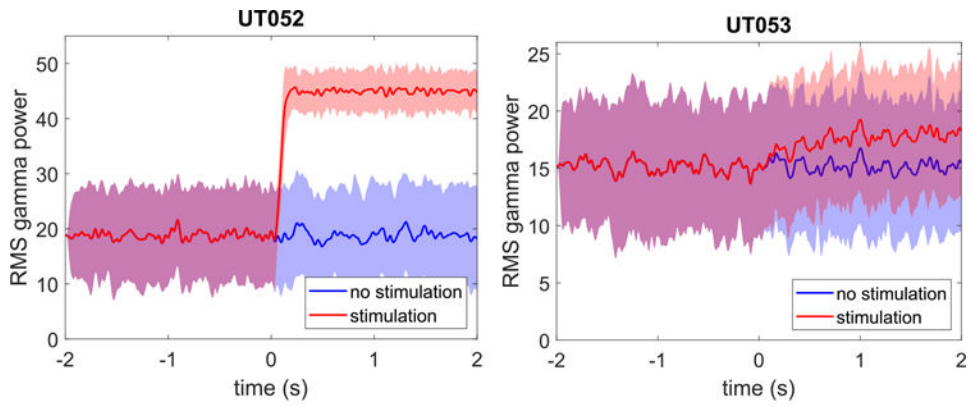 UT052
RMS gamma power
50
40
30
20
10
0
-2
-1
0
1
2
time (s)
no stimulation
stimulation
UT053
RMS gamma power
25
20
15
10
5
0
-2
-1
0
1
2
time (s)
no stimulation
stimulation